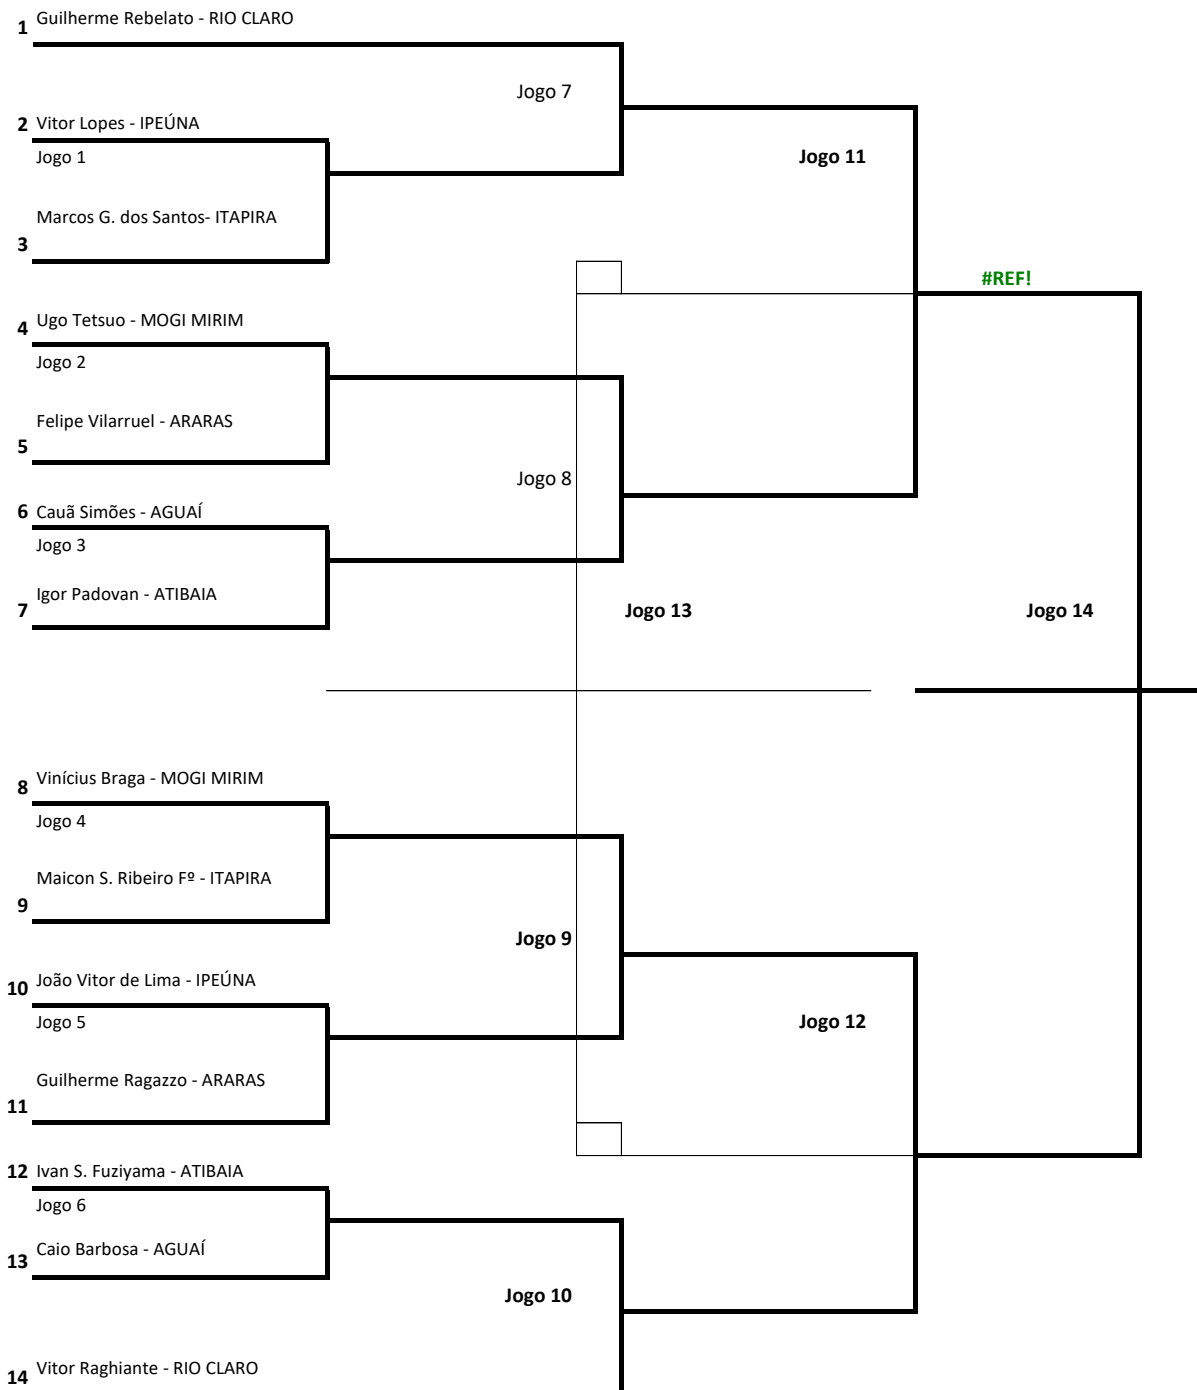 1 Guilherme Rebelato - RIO CLARO
Jogo 7
2 Vitor Lopes - IPEÚNA
Jogo 1
Jogo 11
Marcos G. dos Santos- ITAPIRA
3
#REF!
4 Ugo Tetsuo - MOGI MIRIM
Jogo 2
Felipe Vilarruel - ARARAS
5
Jogo 8
6 Cauã Simões - AGUAÍ
Jogo 3
Igor Padovan - ATIBAIA
7
Jogo 13
Jogo 14
8 Vinícius Braga - MOGI MIRIM
Jogo 4
Maicon S. Ribeiro Fº - ITAPIRA
9
Jogo 9
10 João Vitor de Lima - IPEÚNA
Jogo 5
Jogo 12
Guilherme Ragazzo - ARARAS
11
12 Ivan S. Fuziyama - ATIBAIA
Jogo 6
13 Caio Barbosa - AGUAÍ
Jogo 10
14 Vitor Raghiante - RIO CLARO